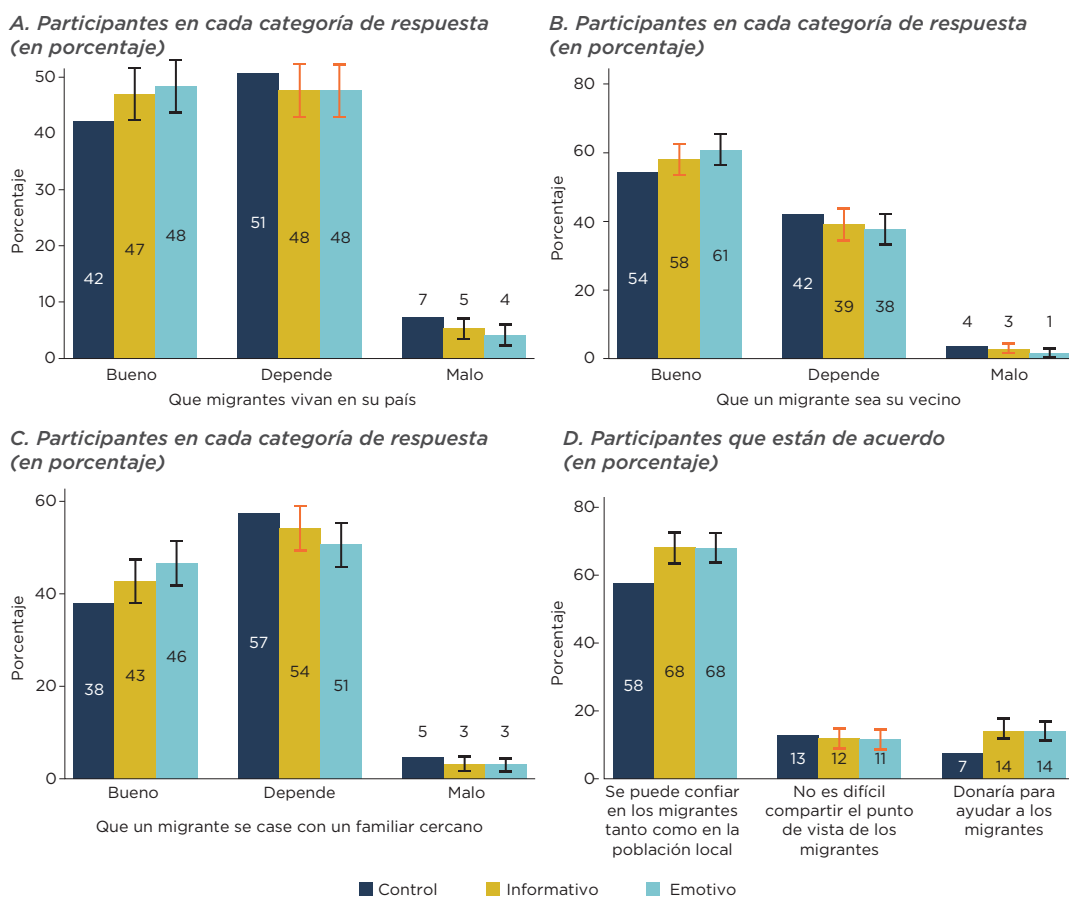 A. Participantes en cada categoría de respuesta
(en porcentaje)
Porcentaje
50
40
30
20
10
0
42
47
48
51
48
48
7
5
4
Bueno
Depende
Malo
Que migrantes vivan en su país
B. Participantes en cada categoría de respuesta
(en porcentaje)
Porcentaje
80
60
40
20
0
54
58
61
42
39
38
4
3
1
Bueno
Depende
Malo
Que un migrante sea su vecino
C. Participantes en cada categoría de respuesta
(en porcentaje)
Porcentaje
60
40
20
0
38
43
46
57
54
51
5
3
3
Bueno
Depende
Malo
Que un migrante se case con un familiar cercano
D. Participantes que están de acuerdo
(en porcentaje)
Porcentaje
80
60
40
20
0
58
68
68
13
12
11
7
14
14
Se puede confiar
en los migrantes
tanto como en la
población local
No es difícil
compartir el punto
de vista de los
migrantes
Donaría para
ayudar a los
migrantes
Control
Informativo
Emotivo